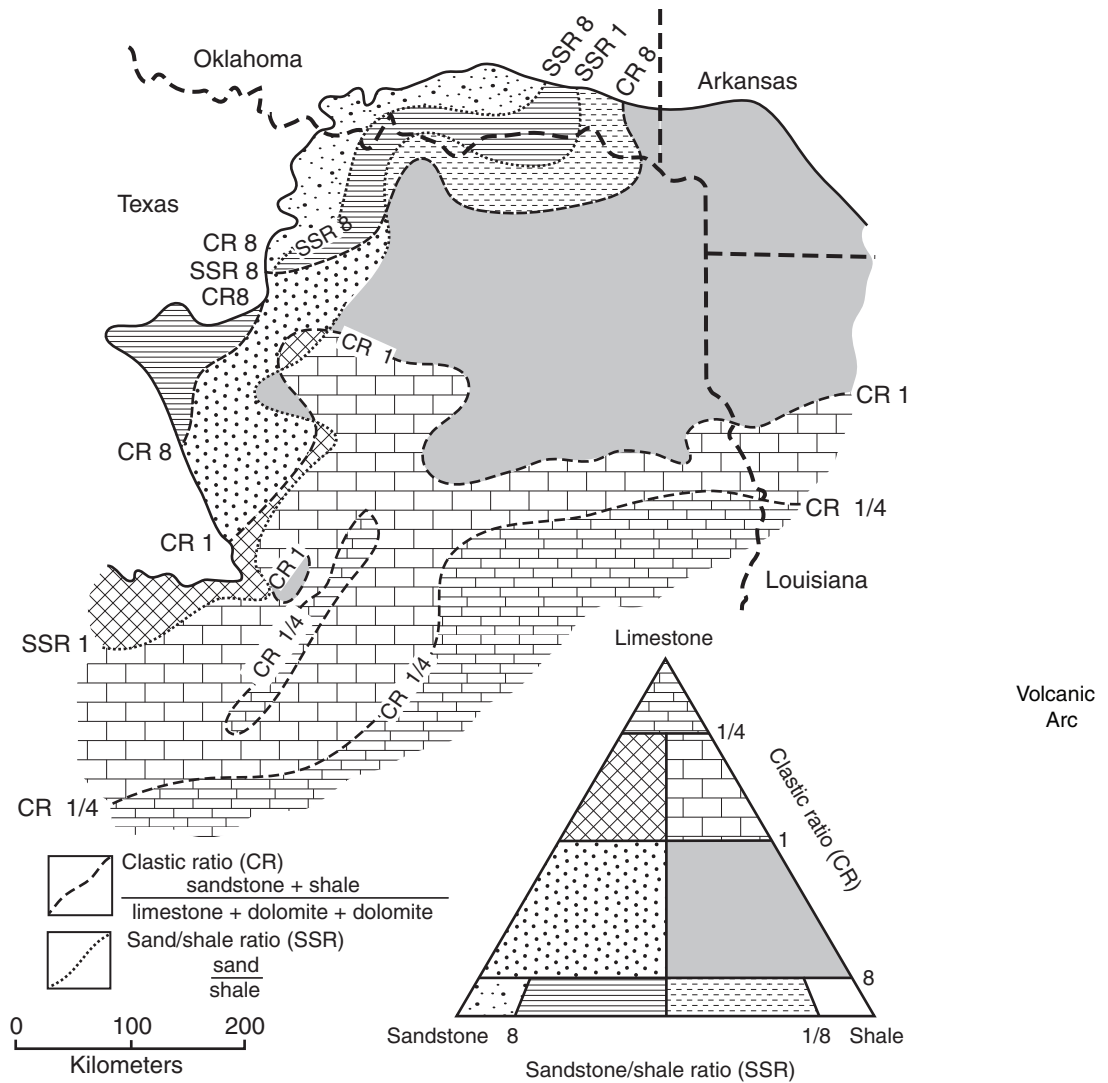 Oklahoma
SSR 8
SSR 1
CR 8
Arkansas
Texas
CR 8
SSR 8
SSR 8
CR8
CR 1
CR 1
CR 8
CR 1/4
CR 1
CR 1
Louisiana
SSR 1
CR 1/4
CR 1/4
CR 1/4
Limestone
Volcanic
Arc
1/4
Clastic ratio (CR)
1
8
Sandstone 8 1/8 Shale
Sandstone/shale ratio (SSR)
Clastic ratio (CR)
sandstone + shale
limestone + dolomite + dolomite
Sand/shale ratio (SSR)
sand
shale
0 100 200
Kilometers